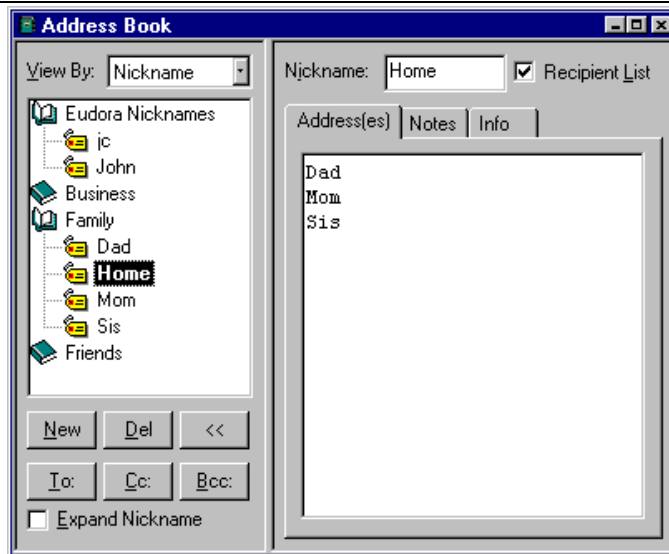 Address Book
View By: Nickname
Eudora Nicknames
jc
John
Business
Family
Dad
Home
Mom
Sis
Friends
New Del <<
To: Cc: Bcc:
Expand Nickname
Nickname: Home Recipient List
Address(es) Notes Info
Dad
Mom
Sis